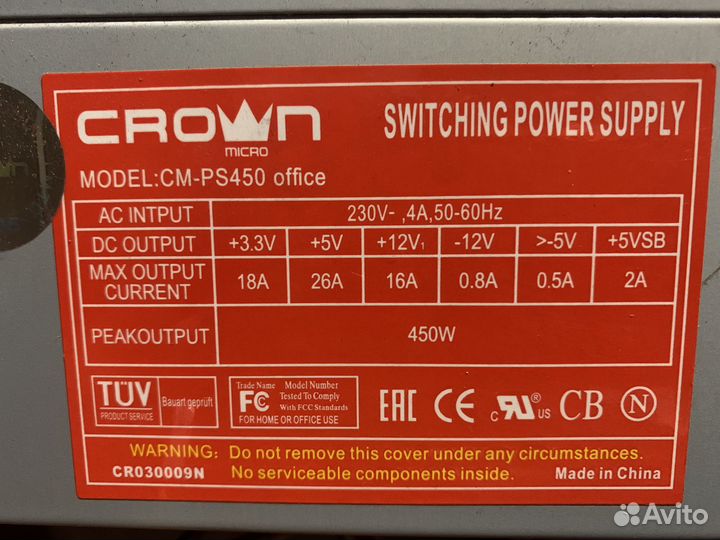 CROWN
MICRO
SWITCHING POWER SUPPLY
MODEL:CM-PS450 office
AC INTPUT 230V~ ,4A,50-60Hz
DC OUTPUT +3.3V +5V +12V1 -12V >-5V +5VSB
MAX OUTPUT CURRENT 18A 26A 16A 0.8A 0.5A 2A
PEAKOUTPUT 450W
TÜV
PRODUCT SERVICE
Bauart geprüft
Trade Name Model Number
FC Tested To Comply
With FCC Standards
FOR HOME OR OFFICE USE
EAC CE c RU ® US CB N
WARNING: Do not remove this cover under any circumstances.
CR030009N No serviceable components inside. Made in China
Avito